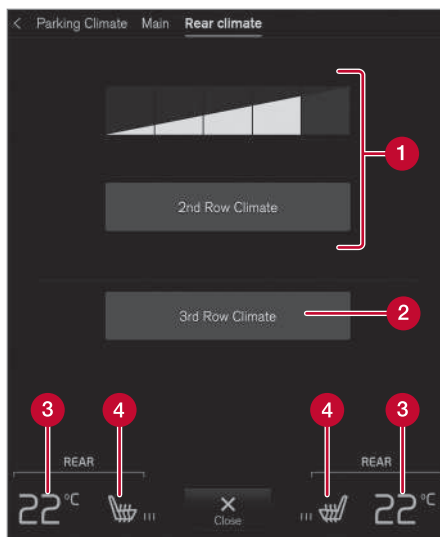 < Parking Climate Main Rear climate
1
2nd Row Climate
2
3rd Row Climate
3 4 4 3
REAR REAR
22°C 22°C
Close